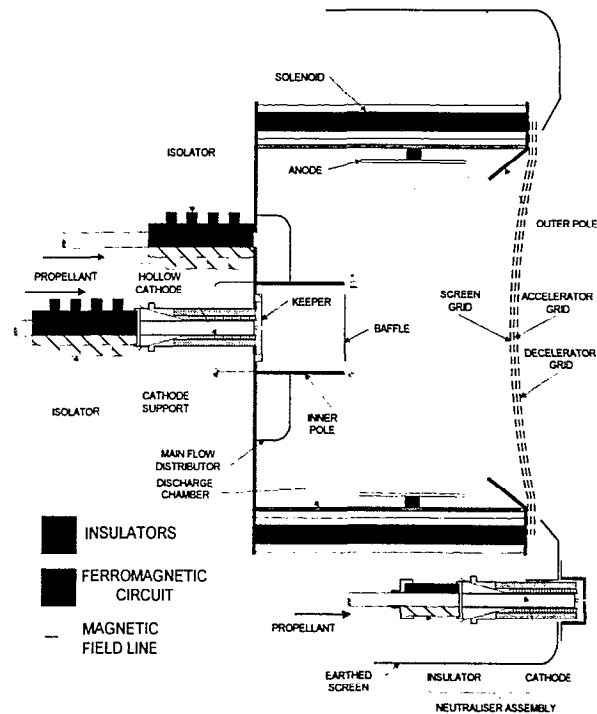 SOLENOID
ISOLATOR
ANODE
OUTER POLE
PROPELLANT
HOLLOW
CATHODE
KEEPER
SCREEN
GRID
ACCELERATOR
GRID
BAFFLE
DECELERATOR
GRID
CATHODE
SUPPORT
ISOLATOR
INNER
POLE
MAIN FLOW
DISTRIBUTOR
DISCHARGE
CHAMBER
INSULATORS
FERROMAGNETIC
CIRCUIT
MAGNETIC
FIELD LINE
PROPELLANT
EARTHED
SCREEN
INSULATOR
CATHODE
NEUTRALISER ASSEMBLY